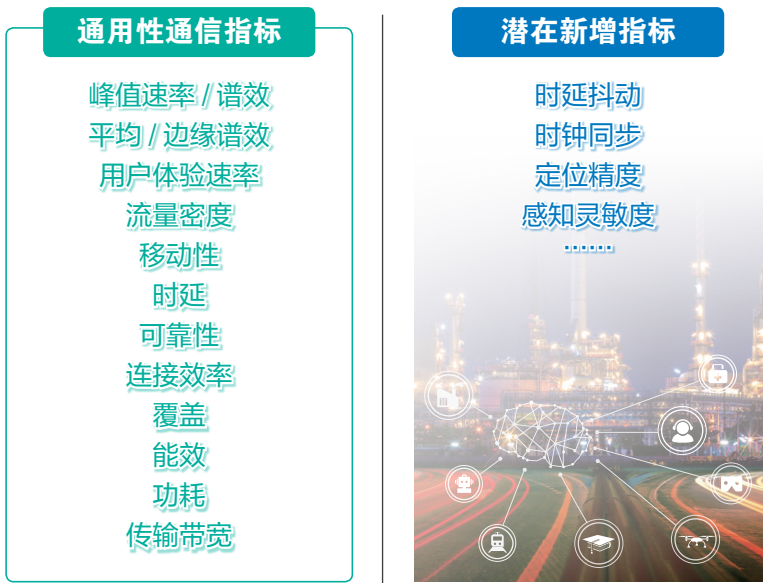 通用性通信指标
峰值速率 / 谱效
平均 / 边缘谱效
用户体验速率
流量密度
移动性
时延
可靠性
连接效率
覆盖
能效
功耗
传输带宽
潜在新增指标
时延抖动
时钟同步
定位精度
感知灵敏度
……